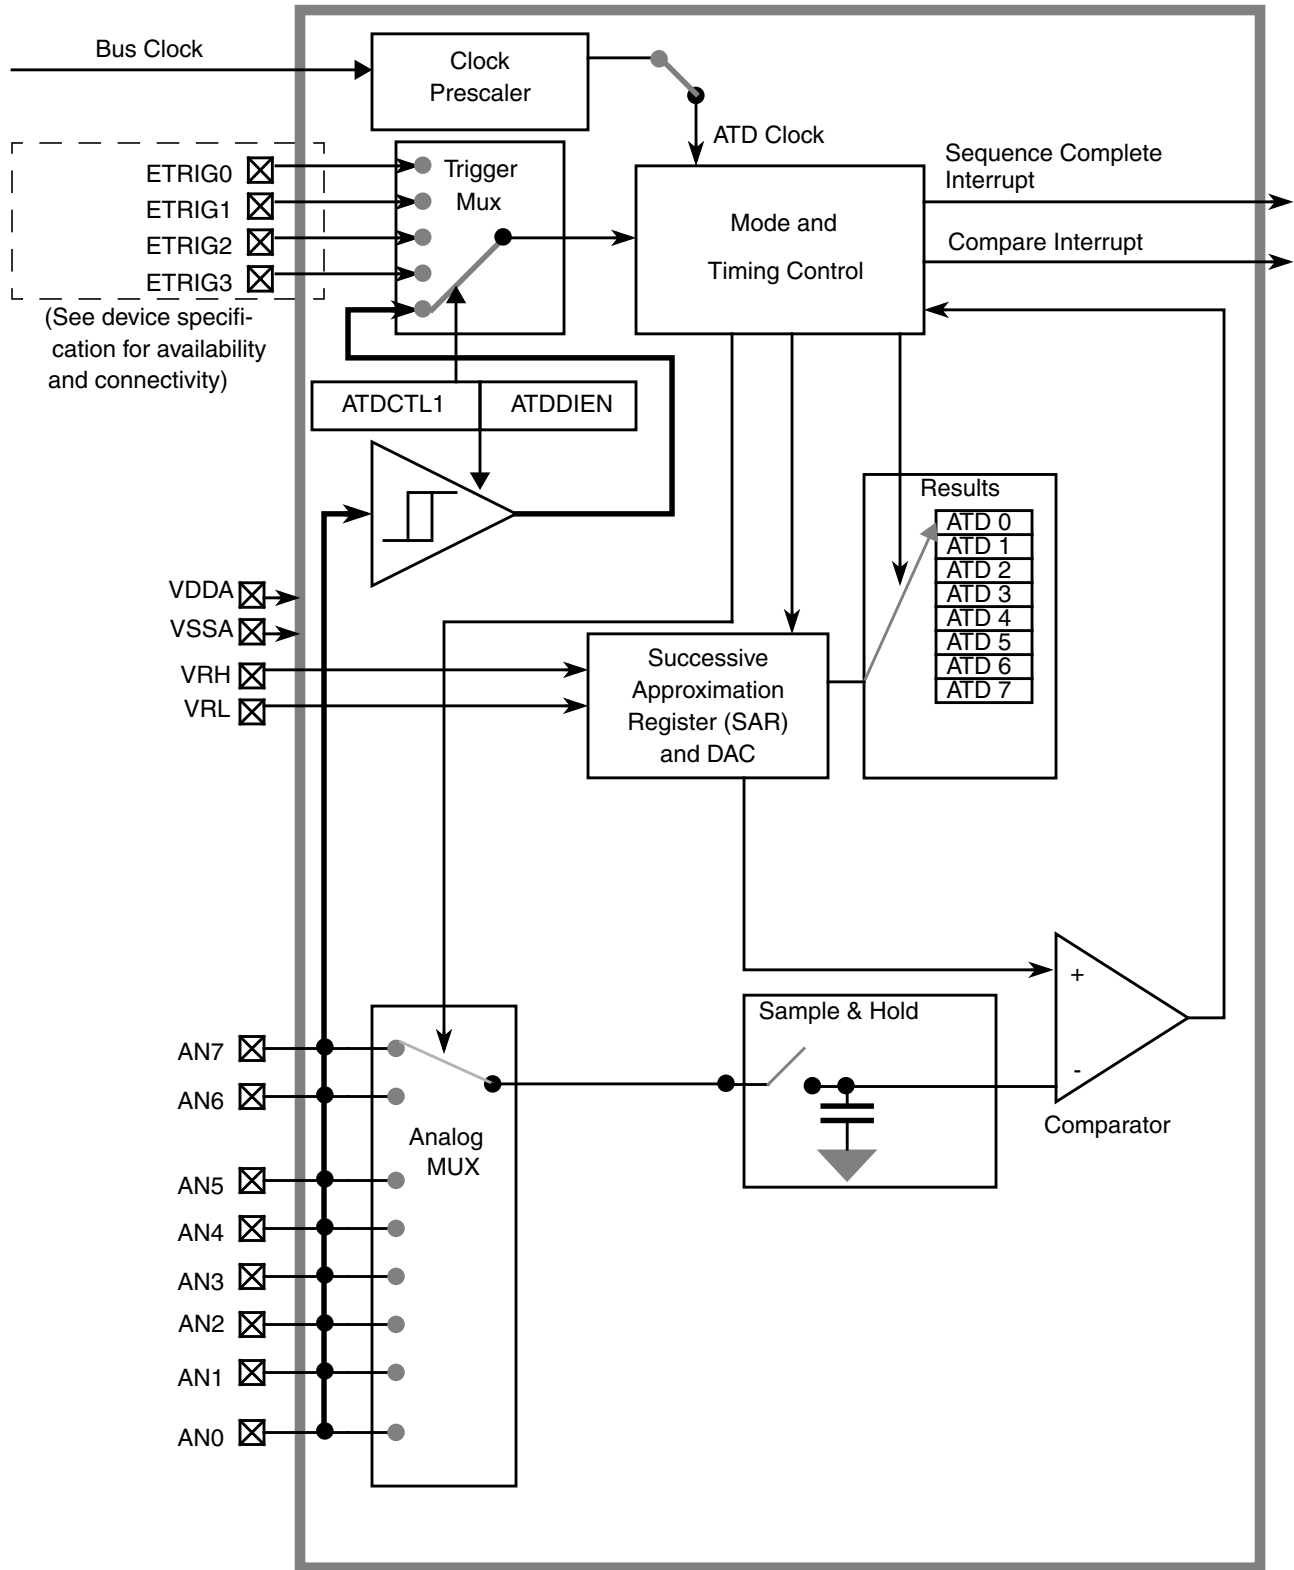 Bus Clock
Clock
Prescaler
ATD Clock
ETRIG0
ETRIG1
ETRIG2
ETRIG3
(See device specifi-
cation for availability
and connectivity)
Trigger
Mux
Mode and
Timing Control
Sequence Complete
Interrupt
Compare Interrupt
ATDCTL1
ATDDIEN
Results
ATD 0
ATD 1
ATD 2
ATD 3
ATD 4
ATD 5
ATD 6
ATD 7
VDDA
VSSA
VRH
VRL
Successive
Approximation
Register (SAR)
and DAC
+
-
Comparator
Sample & Hold
AN7
AN6
AN5
AN4
AN3
AN2
AN1
AN0
Analog
MUX